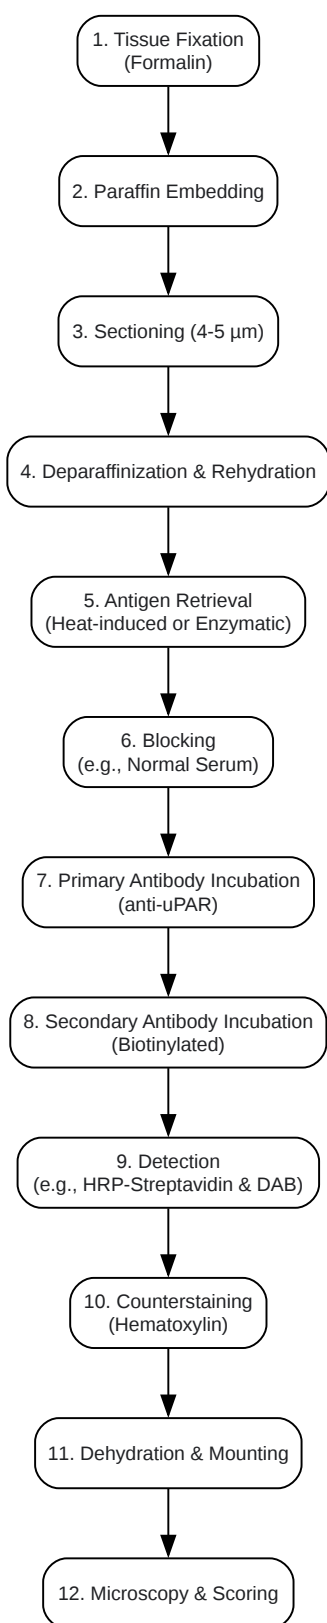 1. Tissue Fixation
(Formalin)
2. Paraffin Embedding
3. Sectioning (4-5 µm)
4. Deparaffinization & Rehydration
5. Antigen Retrieval
(Heat-induced or Enzymatic)
6. Blocking
(e.g., Normal Serum)
7. Primary Antibody Incubation
(anti-uPAR)
8. Secondary Antibody Incubation
(Biotinylated)
9. Detection
(e.g., HRP-Streptavidin & DAB)
10. Counterstaining
(Hematoxylin)
11. Dehydration & Mounting
12. Microscopy & Scoring